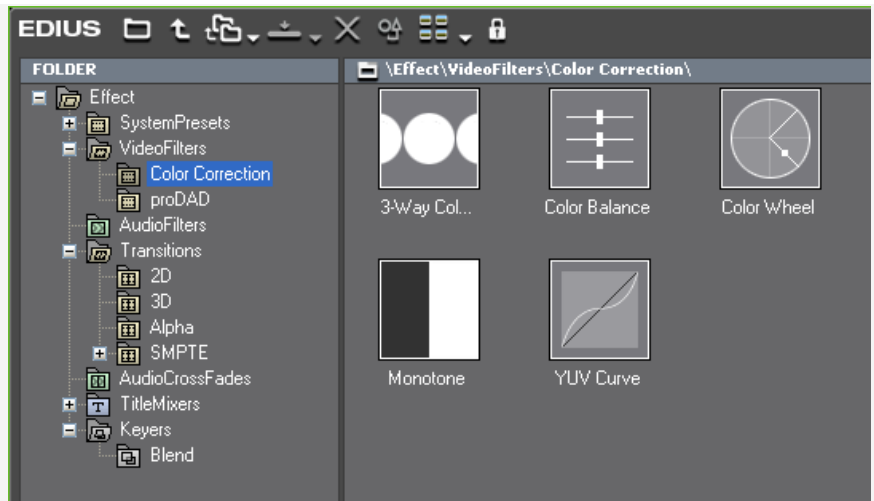 EDIUS
FOLDER
\Effect\VideoFilters\Color Correction\
Effect
SystemPresets
VideoFilters
Color Correction
proDAD
AudioFilters
Transitions
2D
3D
Alpha
SMPTE
AudioCrossFades
T TitleMixers
Keyers
Blend
3-Way Col... Color Balance Color Wheel
Monotone YUV Curve